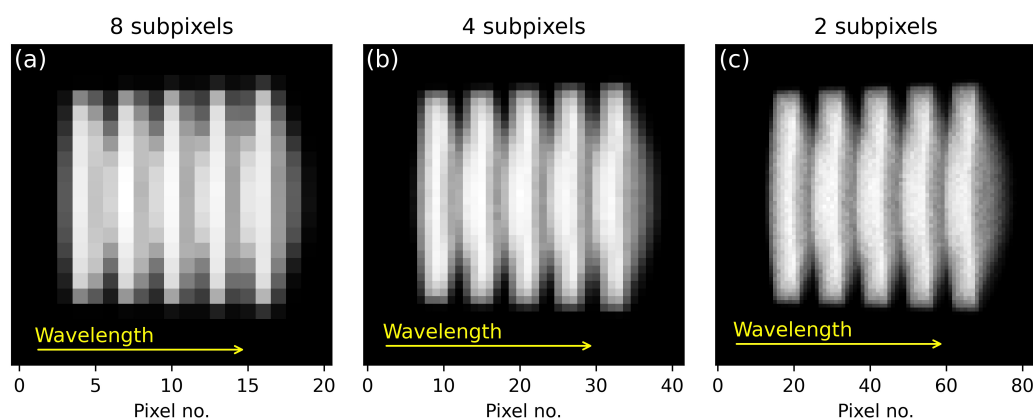 8 subpixels
4 subpixels
2 subpixels
(a)
(b)
(c)
Wavelength
Wavelength
Wavelength
0 5 10 15 20
0 10 20 30 40
20 40 60 80
Pixel no.
Pixel no.
Pixel no.